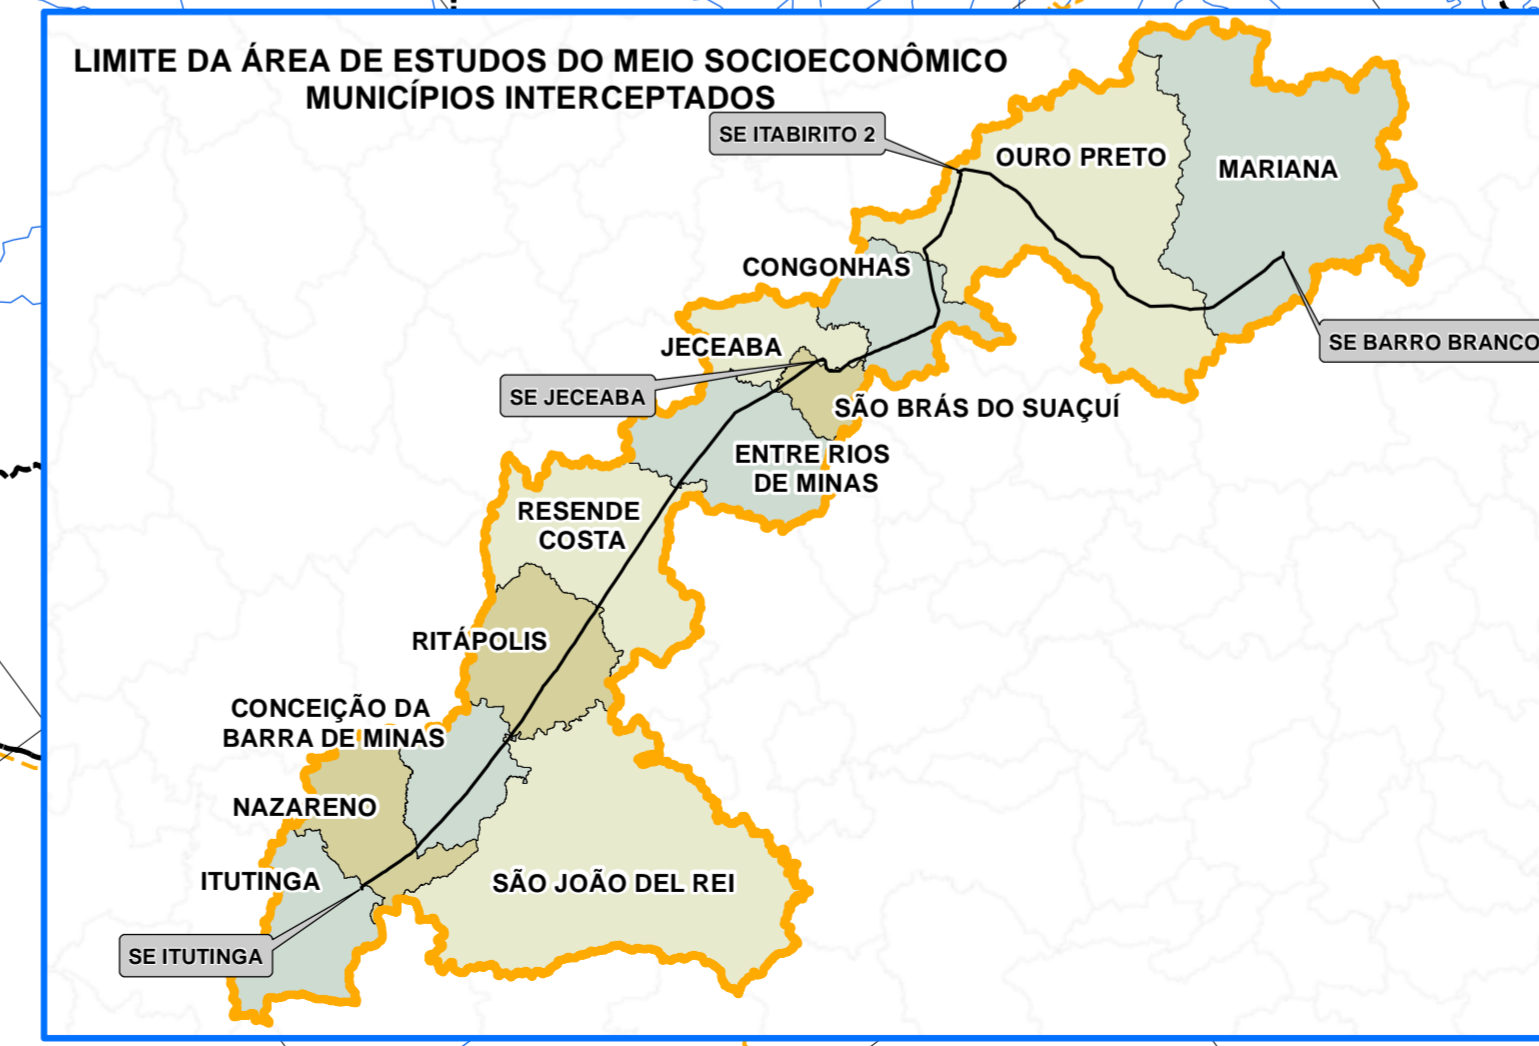 LIMITE DA ÁREA DE ESTUDOS DO MEIO SOCIOECONÔMICO
MUNICÍPIOS INTERCEPTADOS
SE ITABIRITO 2
OURO PRETO
MARIANA
CONGONHAS
JECEABA
SE BARRO BRANCO
SE JECEABA
SÃO BRÁS DO SUAÇUÍ
ENTRE RIOS
DE MINAS
RESENDE
COSTA
RITÁPOLIS
CONCEIÇÃO DA
BARRA DE MINAS
NAZARENO
ITUTINGA
SÃO JOÃO DEL REI
SE ITUTINGA